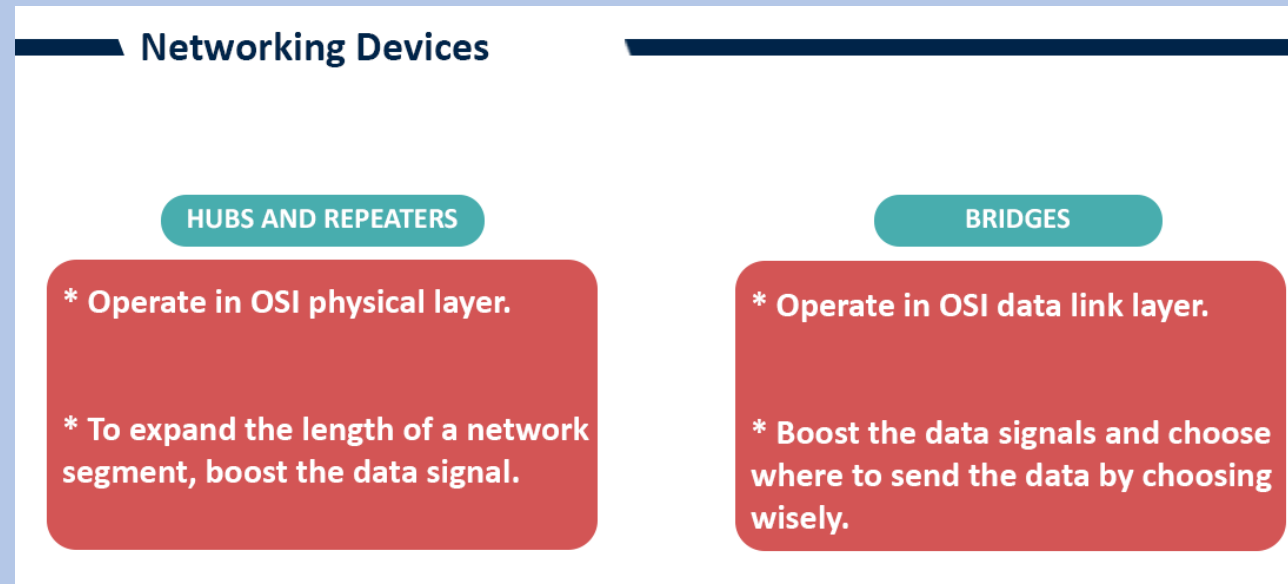 Networking Devices
HUBS AND REPEATERS
* Operate in OSI physical layer.
* To expand the length of a network
segment, boost the data signal.
BRIDGES
* Operate in OSI data link layer.
* Boost the data signals and choose
where to send the data by choosing
wisely.